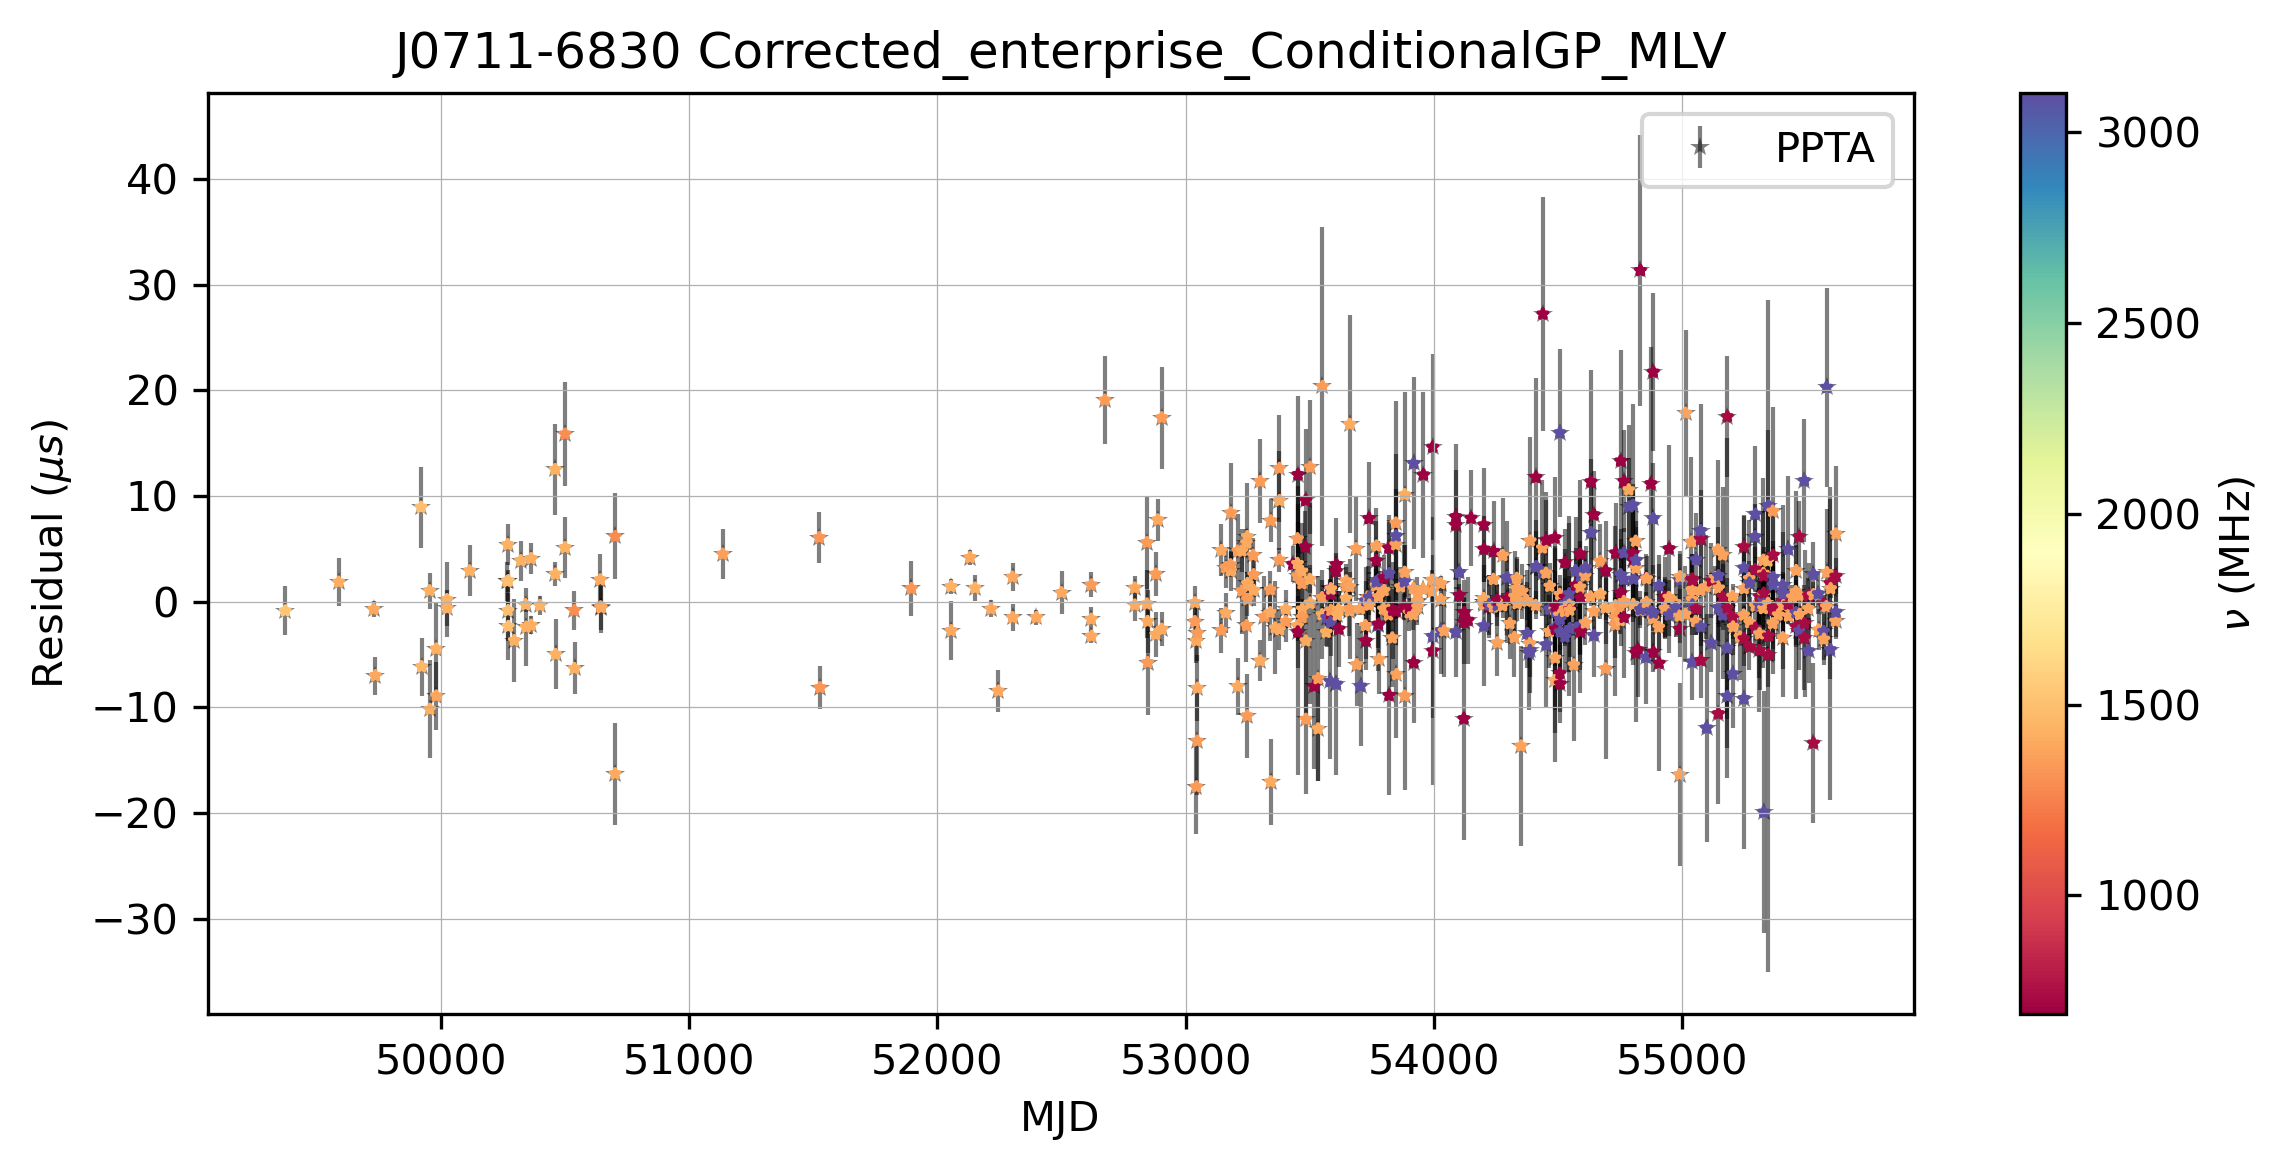 J0711-6830 Corrected_enterprise_ConditionalGP_MLV
PPTA
40
30
20
10
0
−10
−20
−30
Residual (μs)
50000 51000 52000 53000 54000 55000
MJD
3000
2500
2000
1500
1000
ν (MHz)